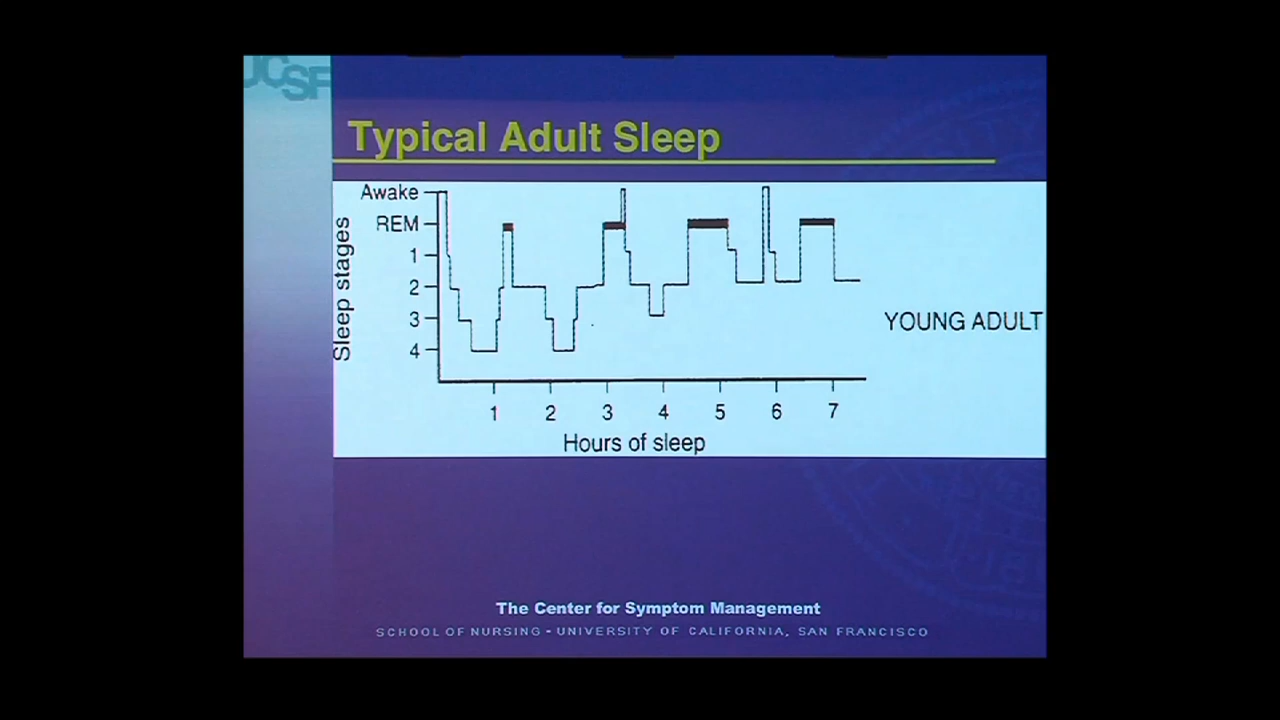 UCSF
Typical Adult Sleep
Sleep stages
Awake
REM
1
2
3
4
1 2 3 4 5 6 7
Hours of sleep
YOUNG ADULT
The Center for Symptom Management
SCHOOL OF NURSING - UNIVERSITY OF CALIFORNIA, SAN FRANCISCO